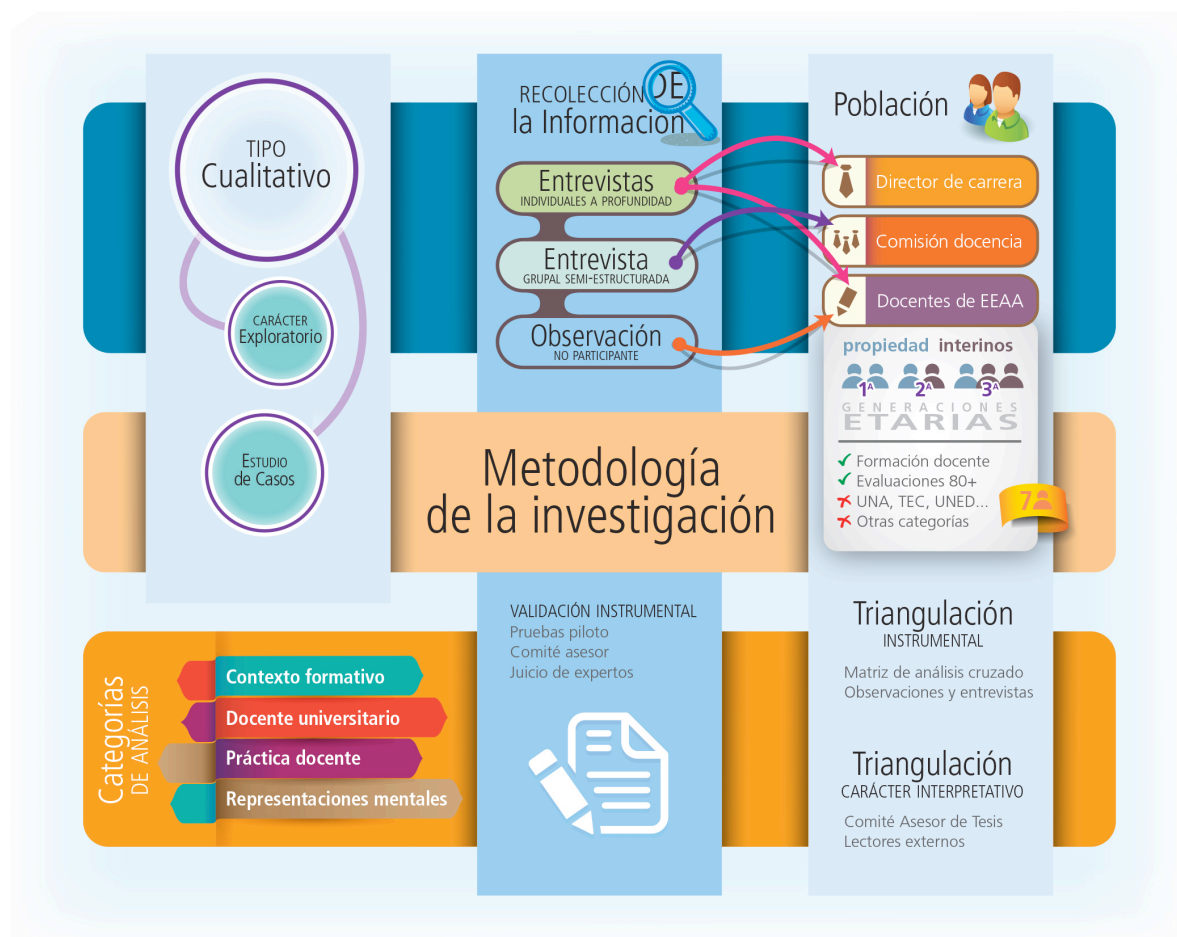 TIPO
Cualitativo
CARÁCTER
Exploratorio
ESTUDIO
de Casos
RECOLECCIÓN DE
la Información
Entrevistas
INDIVIDUALES A PROFUNDIDAD
Entrevista
GRUPAL SEMI-ESTRUCTURADA
Observación
NO PARTICIPANTE
Población
Director de carrera
Comisión docencia
Docentes de EEAA
propiedad interinos
1A 2A 3A
GENERACIONES
ETARIAS
Formación docente
Evaluaciones 80+
UNA, TEC, UNED...
Otras categorías
7
Metodología
de la investigación
Categorías
DE ANÁLISIS
Contexto formativo
Docente universitario
Práctica docente
Representaciones mentales
VALIDACIÓN INSTRUMENTAL
Pruebas piloto
Comité asesor
Juicio de expertos
Triangulación
INSTRUMENTAL
Matriz de análisis cruzado
Observaciones y entrevistas
Triangulación
CARÁCTER INTERPRETATIVO
Comité Asesor de Tesis
Lectores externos